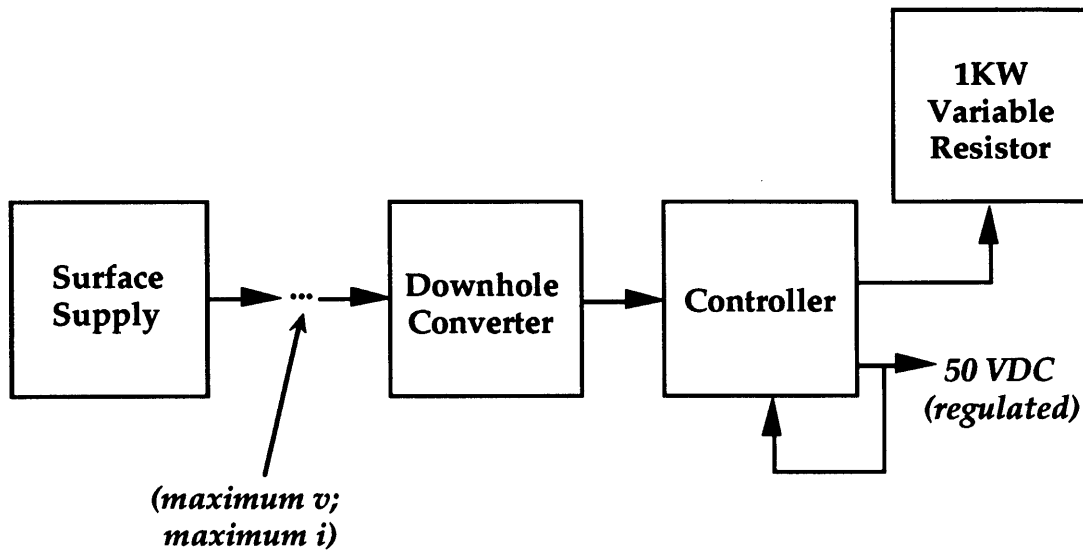 1KW
Variable
Resistor
Surface
Supply
...
Downhole
Converter
Controller
50 VDC
(regulated)
(maximum v;
maximum i)